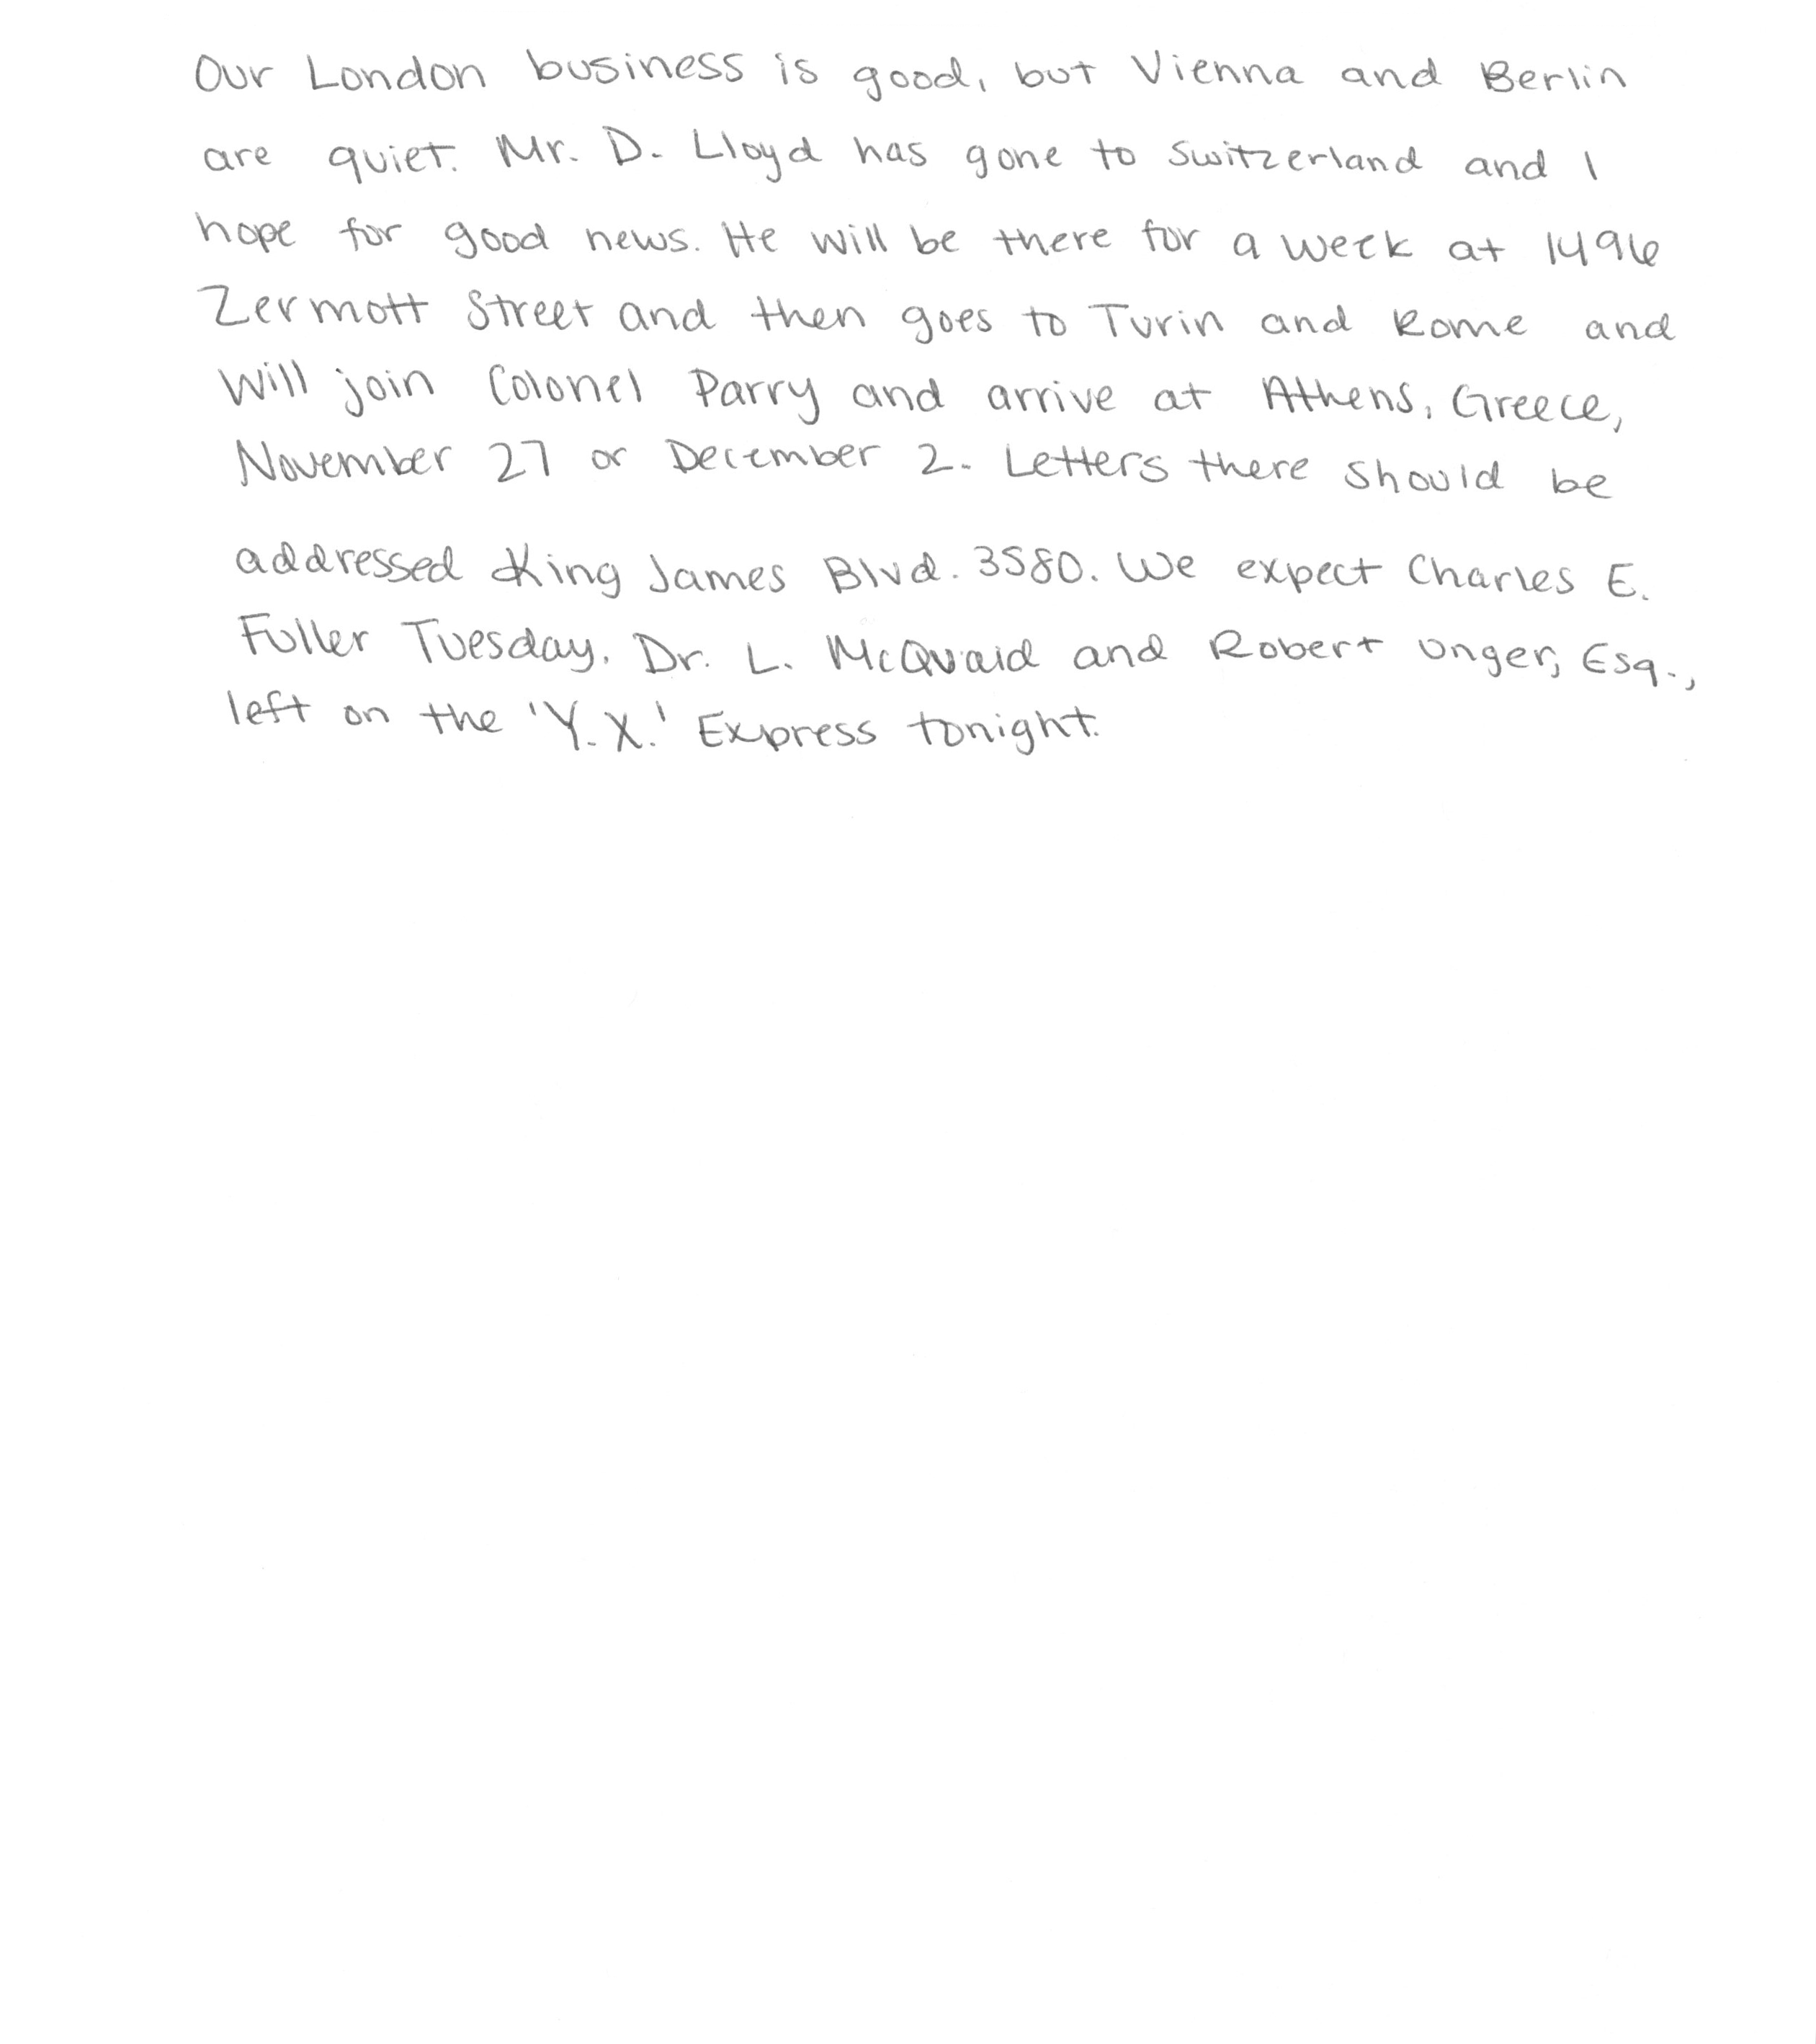 Our London business is good, but Vienna and Berlin
are quiet. Mr. D. Lloyd has gone to Switzerland and I
hope for good news. He will be there for a week at 1496
Zermott Street and then goes to Turin and Rome and
will join Colonel Parry and arrive at Athens, Greece,
November 27 or December 2. Letters there should be
addressed King James Blvd. 3580. We expect Charles E.
Fuller Tuesday. Dr. L. McQuaid and Robert Unger, Esq.,
left on the 'Y.X.' Express tonight.